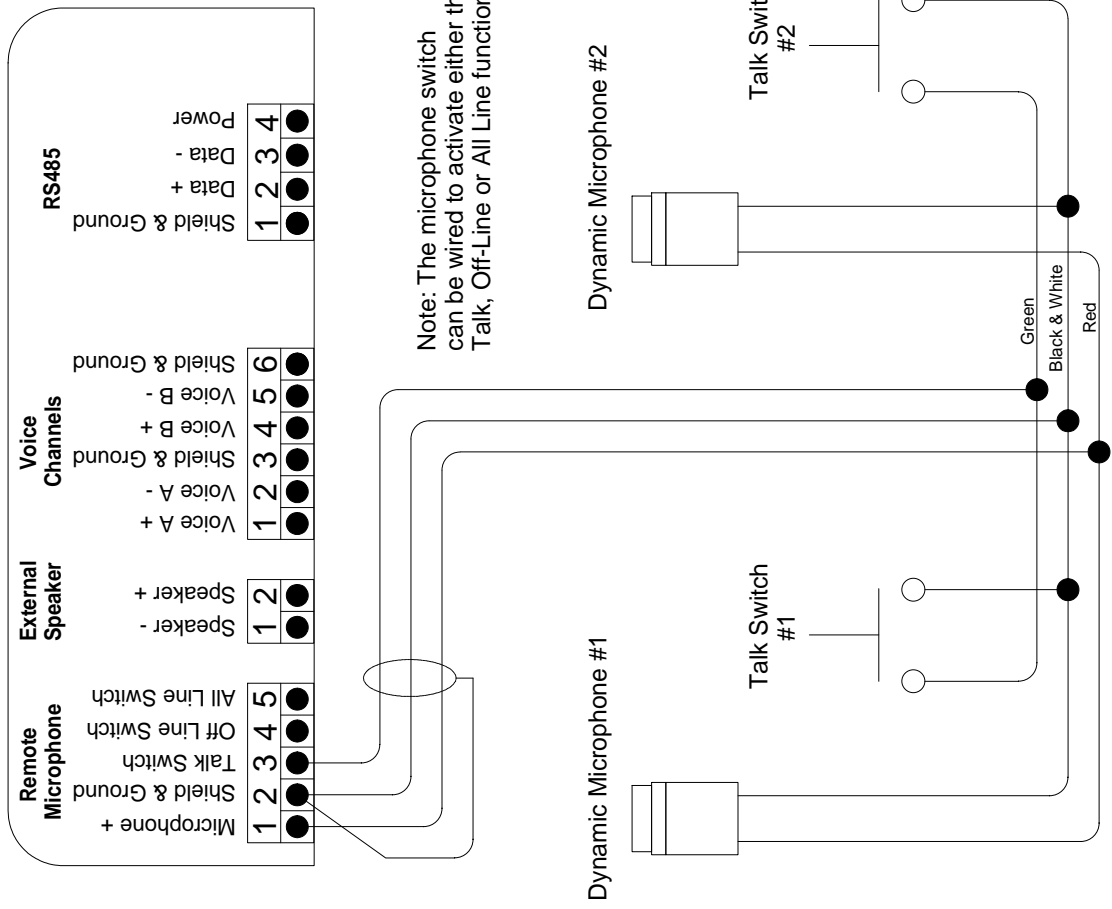 Remote
Microphone
1 Microphone +
2 Shield & Ground
3 Talk Switch
4 Off Line Switch
5 All Line Switch
External
Speaker
1 Speaker -
2 Speaker +
Voice
Channels
1 Voice A +
2 Voice A -
3 Shield & Ground
4 Voice B +
5 Voice B -
6 Shield & Ground
RS485
1 Shield & Ground
2 Data +
3 Data -
4 Power
Note: The microphone switch
can be wired to activate either th
Talk, Off-Line or All Line function
Dynamic Microphone #1
Talk Switch
#1
Dynamic Microphone #2
Talk Swit
#2
Green
Black & White
Red